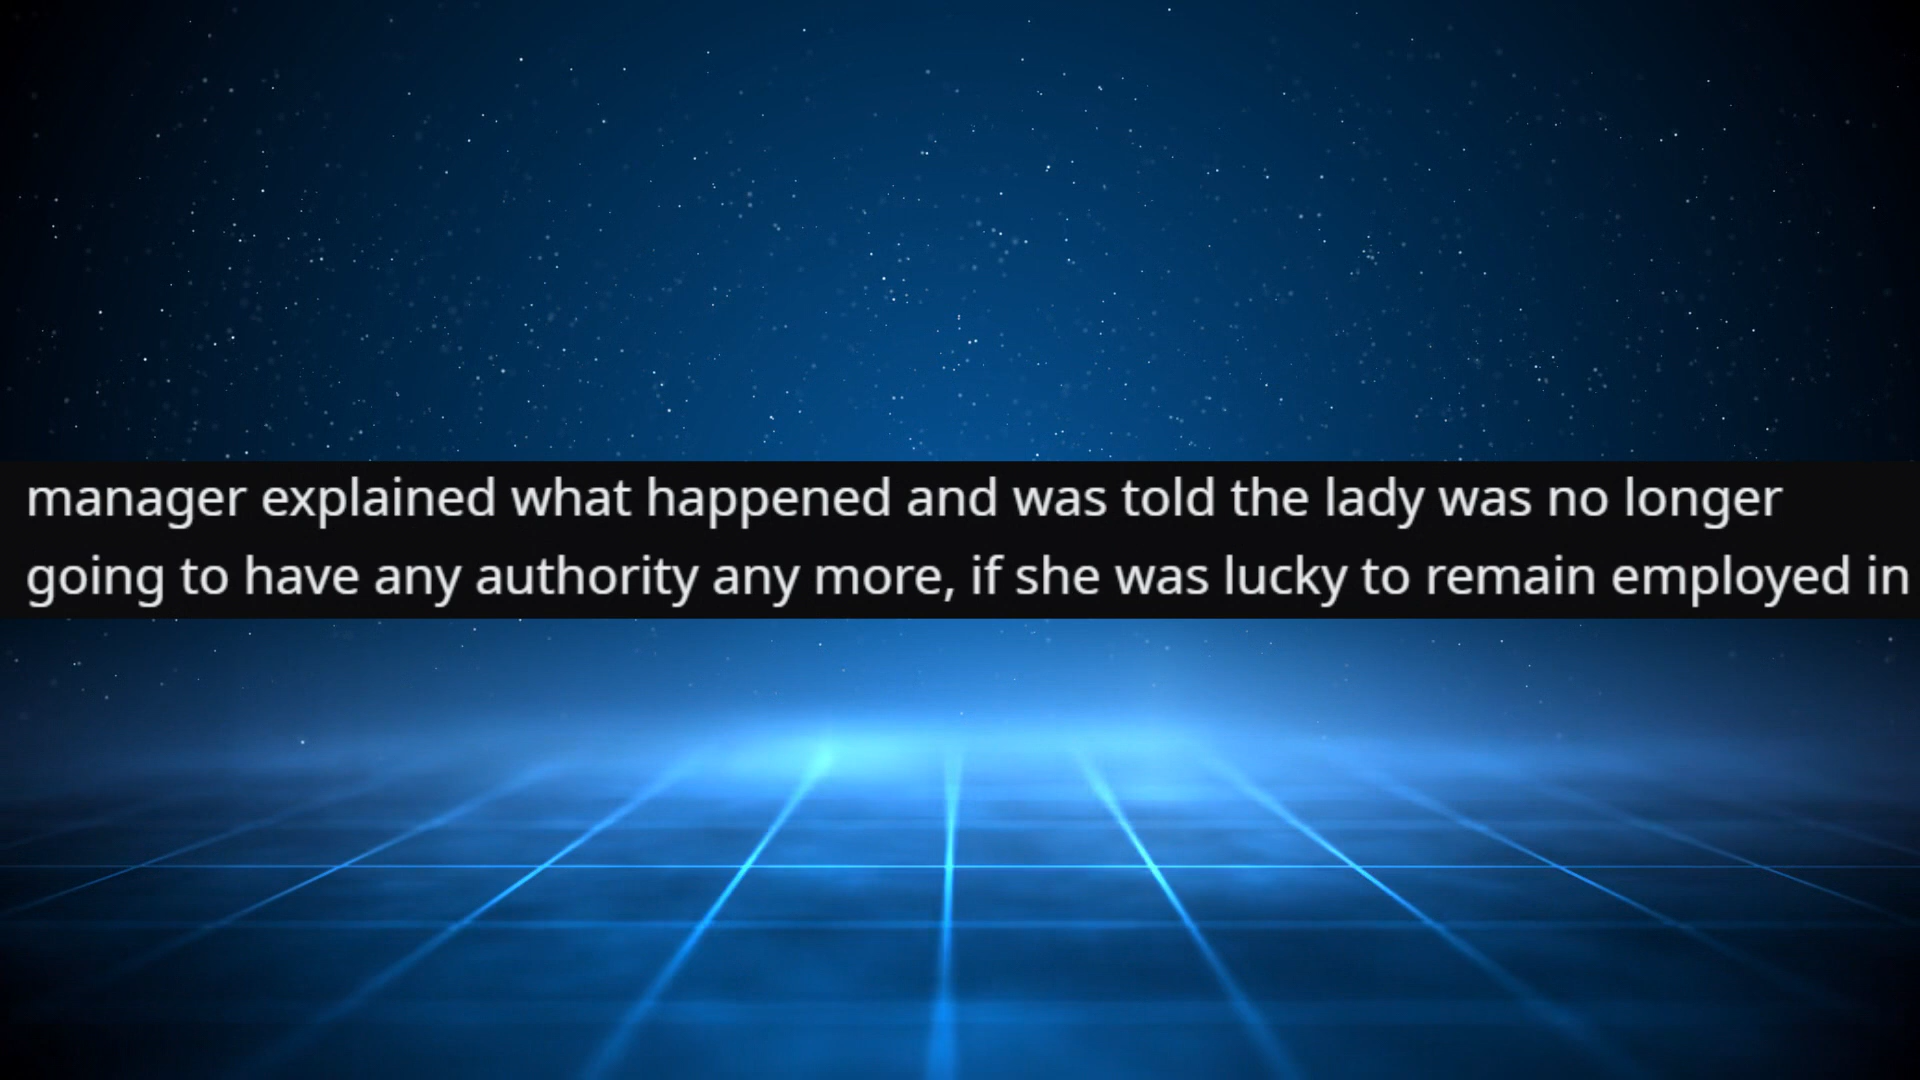 manager explained what happened and was told the lady was no longer
going to have any authority any more, if she was lucky to remain employed in